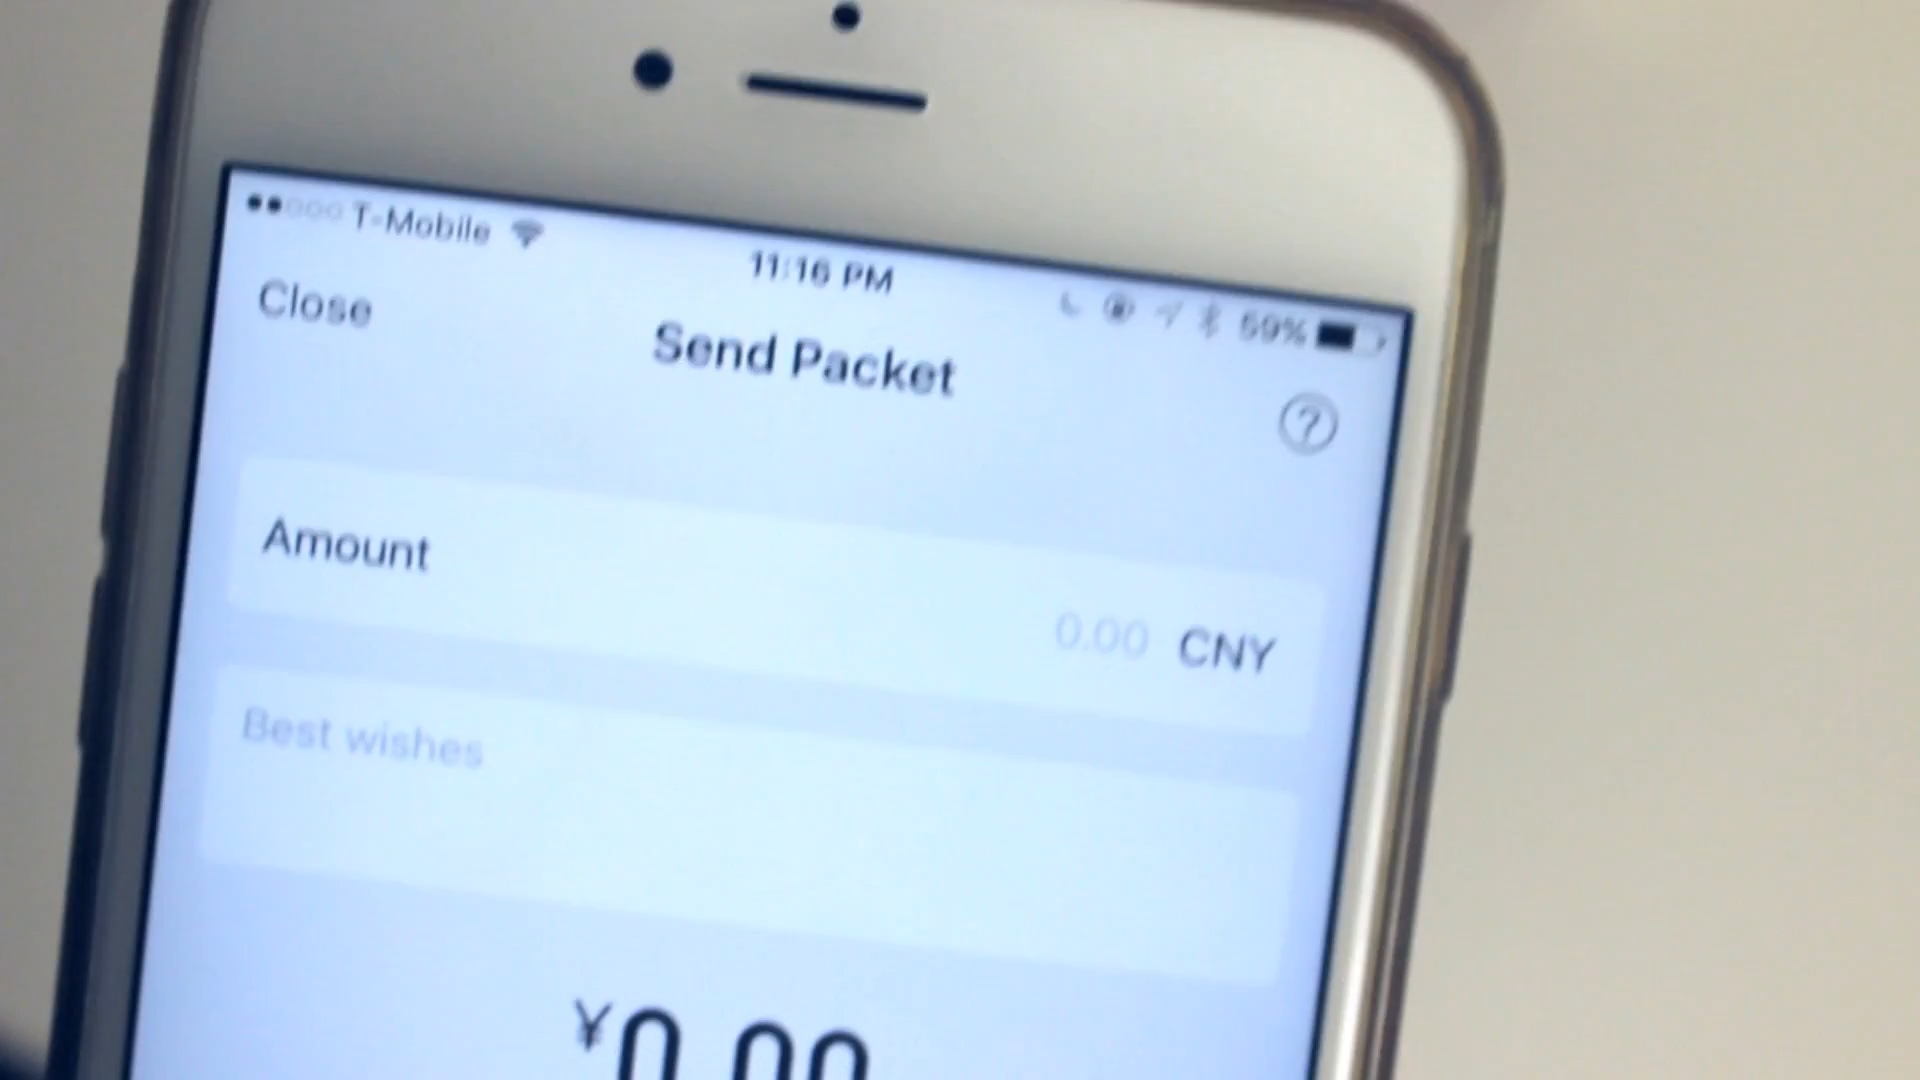 T-Mobile
11:16 PM
59%
Close
Send Packet
?
Amount
0.00 CNY
Best wishes
¥0.00